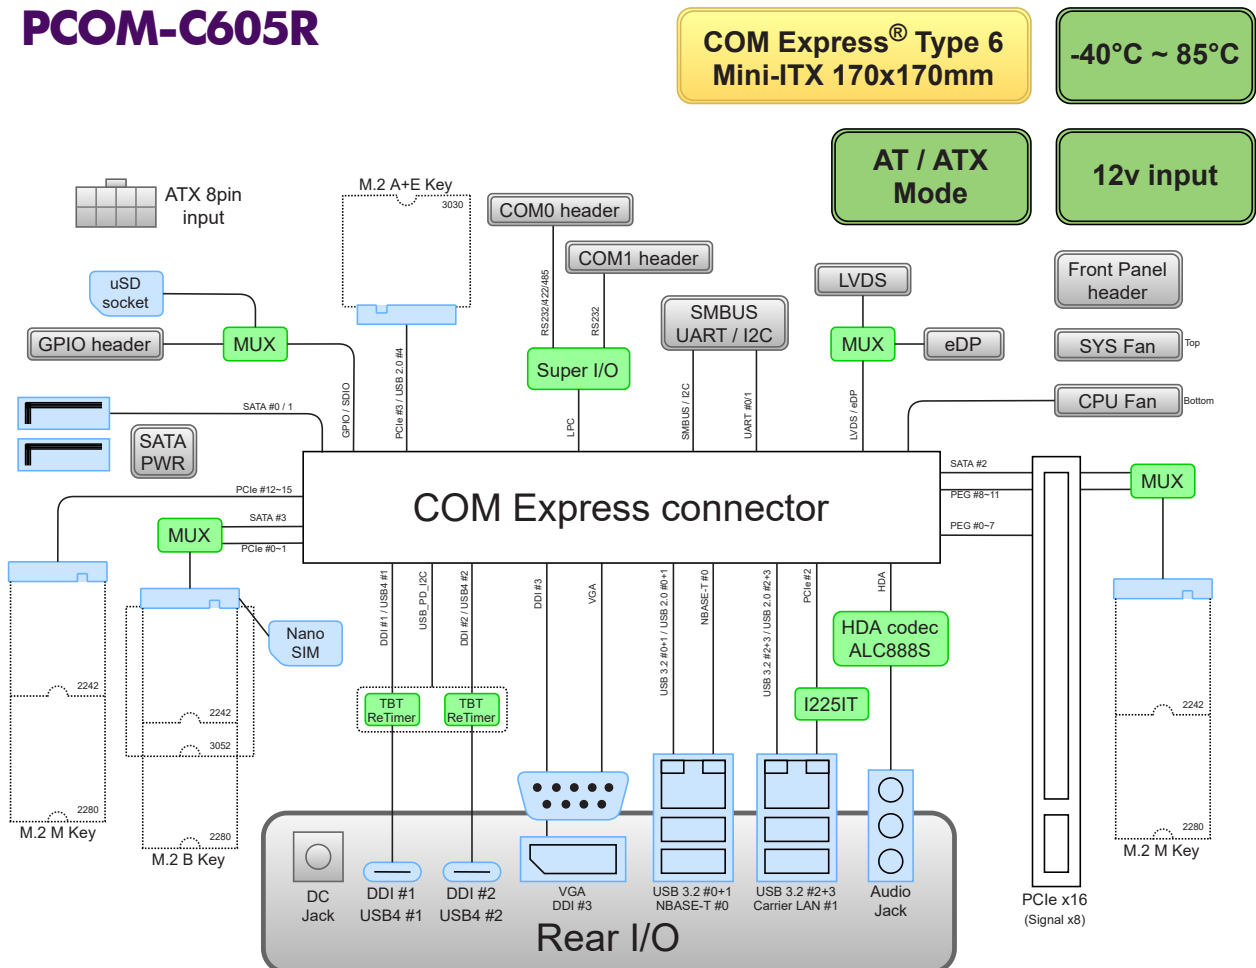 PCOM-C605R
COM Express® Type 6
Mini-ITX 170x170mm
-40°C ~ 85°C
AT / ATX
Mode
12v input
ATX 8pin
input
M.2 A+E Key
3030
COM0 header
COM1 header
RS232/422/485
RS232
uSD
socket
GPIO header
MUX
GPIO / SDIO
PCIe #3 / USB 2.0 #4
Super I/O
LPC
SMBUS
UART / I2C
SMBUS / I2C
UART #0/1
LVDS
MUX
eDP
LVDS / eDP
Front Panel
header
SYS Fan
Top
CPU Fan
Bottom
SATA #0 / 1
SATA
PWR
COM Express connector
PCIe #12~15
SATA #3
MUX
PCIe #0~1
SATA #2
PEG #8~11
PEG #0~7
MUX
Nano
SIM
2242
2280
M.2 M Key
2242
3052
2280
M.2 B Key
DDI #1 / USB4 #1
USB_PD_I2C
DDI #2 / USB4 #2
TBT
ReTimer
TBT
ReTimer
DDI #3
VGA
USB 3.2 #0+1 / USB 2.0 #0+1
NBASE-T #0
USB 3.2 #2+3 / USB 2.0 #2+3
PCIe #2
I225IT
HDA
HDA codec
ALC888S
2242
2280
M.2 M Key
PCIe x16
(Signal x8)
DC
Jack
DDI #1
USB4 #1
DDI #2
USB4 #2
VGA
DDI #3
USB 3.2 #0+1
NBASE-T #0
USB 3.2 #2+3
Carrier LAN #1
Audio
Jack
Rear I/O